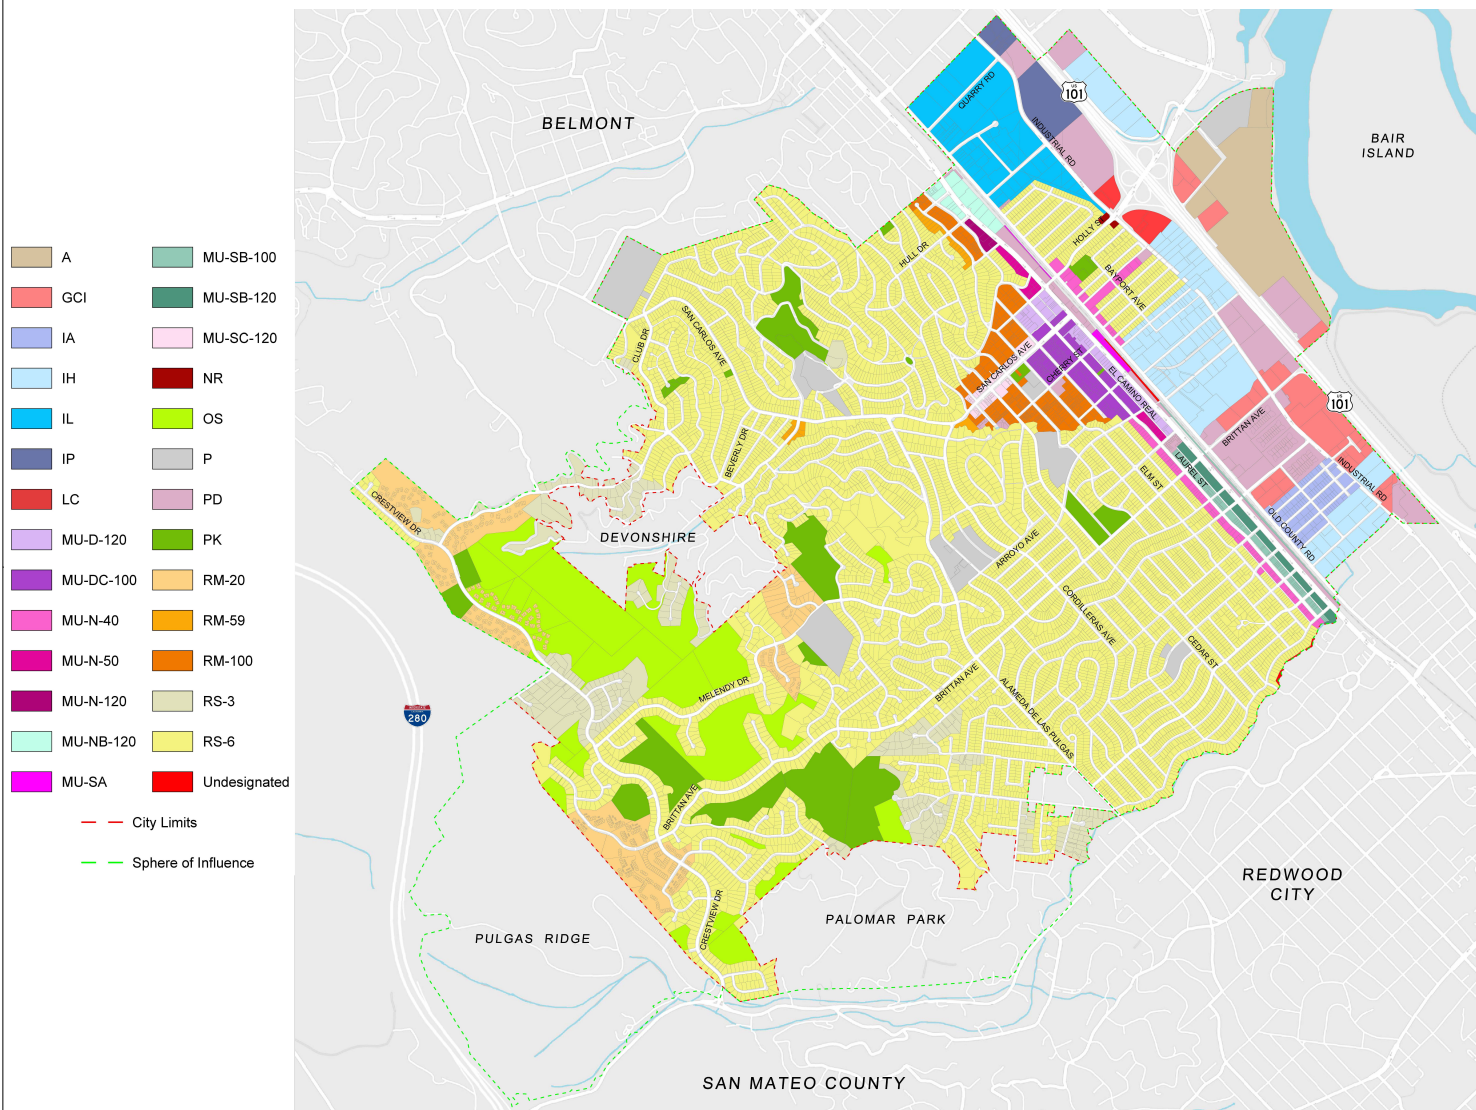 A
GCI
IA
IH
IL
IP
LC
MU-D-120
MU-DC-100
MU-N-40
MU-N-50
MU-N-120
MU-NB-120
MU-SA
MU-SB-100
MU-SB-120
MU-SC-120
NR
OS
P
PD
PK
RM-20
RM-59
RM-100
RS-3
RS-6
Undesignated
City Limits
Sphere of Influence
BELMONT
QUARRY RD
INDUSTRIAL RD
US
101
BAIR
ISLAND
HOLLY ST
HULL DR
BAYPORT AVE
CLUB DR
SAN CARLOS AVE
SAN CARLOS AVE
CHERRY ST
EL CAMINO REAL
US
101
BRITTAN AVE
BEVERLY DR
ELM ST
LAUREL ST
INDUSTRIAL RD
OLD COUNTY RD
CRESTVIEW DR
DEVONSHIRE
ARROYO AVE
CORDILLERAS AVE
CEDAR ST
MELENDY DR
BRITTAN AVE
ALAMEDA DE LAS PULGAS
280
BRITTAN AVE
CRESTVIEW DR
PULGAS RIDGE
PALOMAR PARK
REDWOOD
CITY
SAN MATEO COUNTY